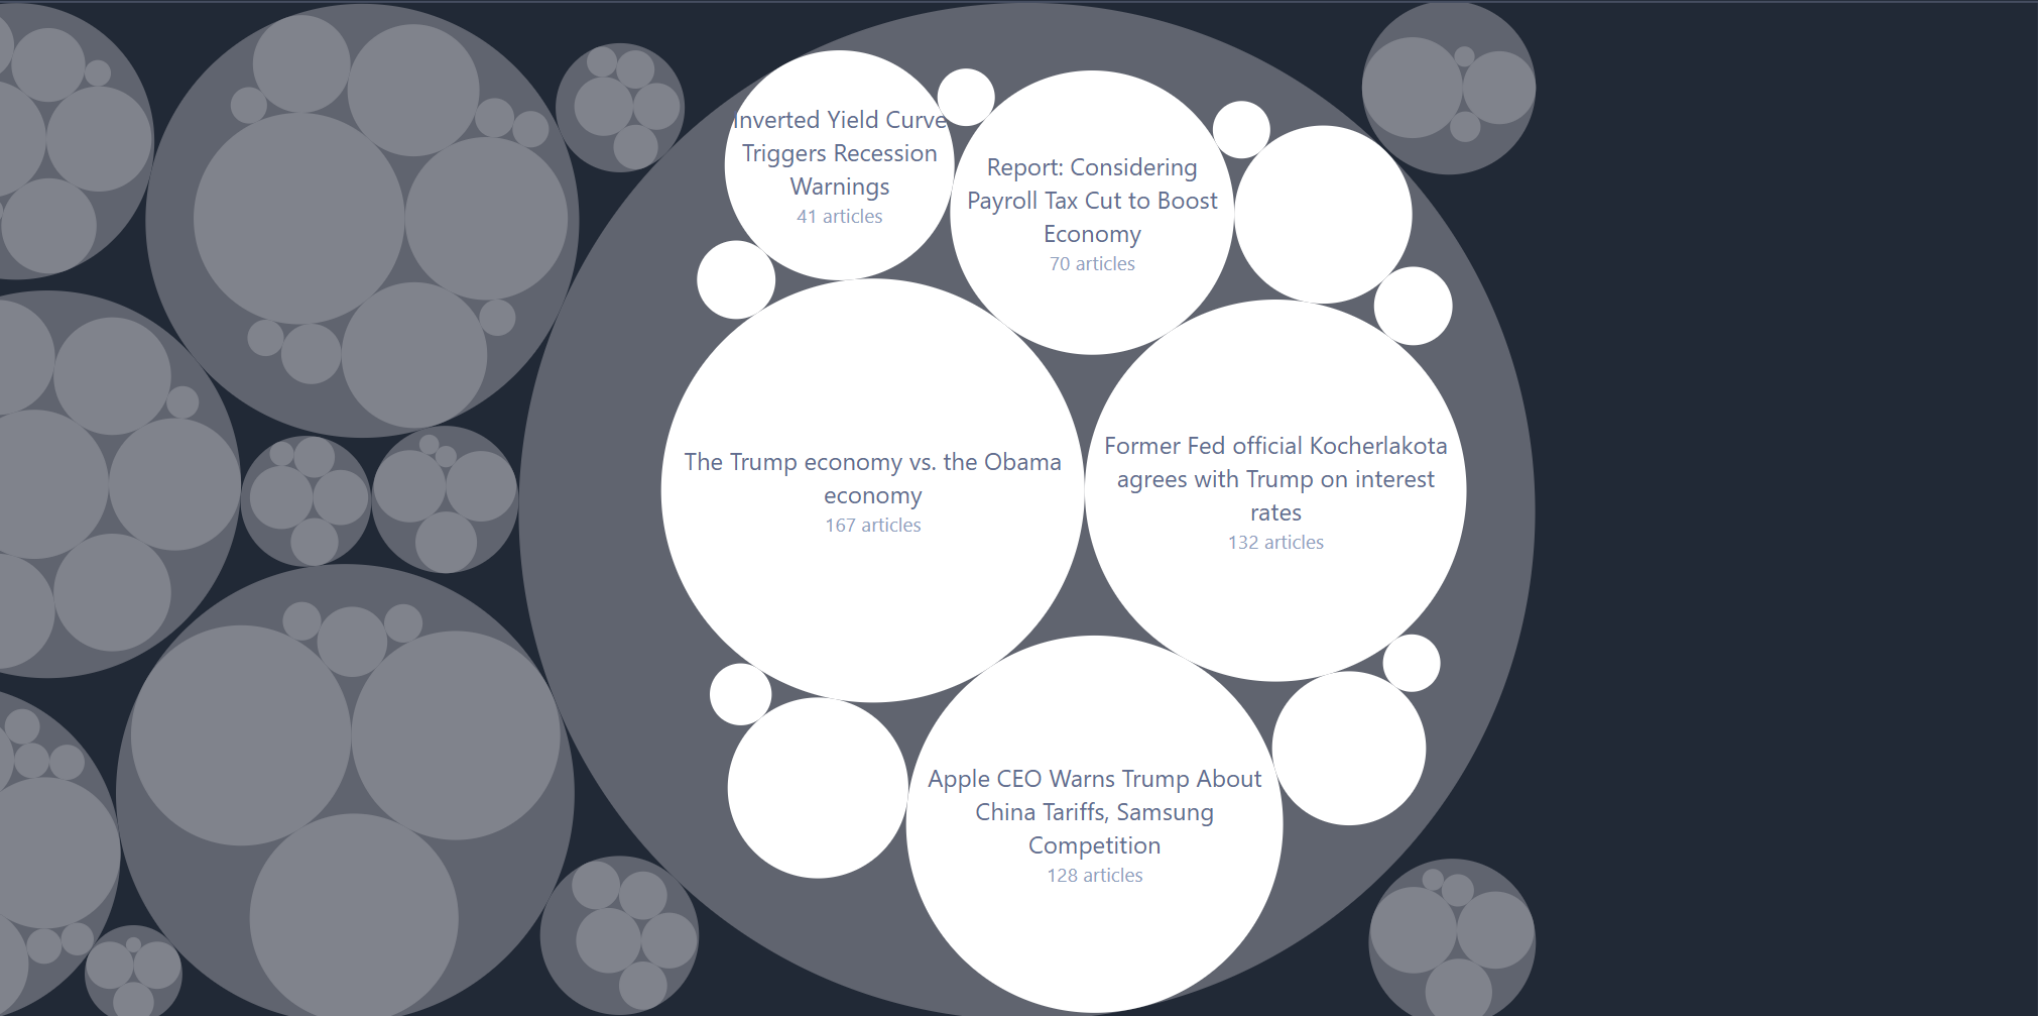 Inverted Yield Curve
Triggers Recession
Warnings
41 articles
Report: Considering
Payroll Tax Cut to Boost
Economy
70 articles
The Trump economy vs. the Obama
economy
167 articles
Former Fed official Kocherlakota
agrees with Trump on interest
rates
132 articles
Apple CEO Warns Trump About
China Tariffs, Samsung
Competition
128 articles